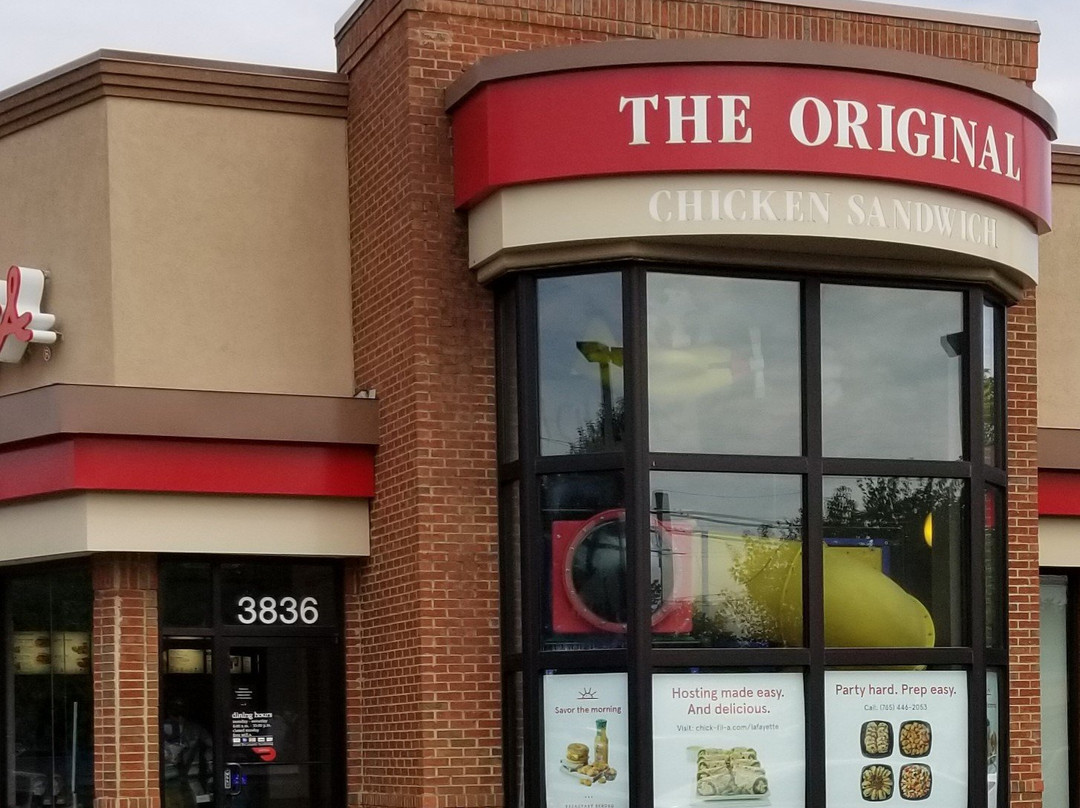 THE ORIGINAL
CHICKEN SANDWICH
3836
dining hours
Savor the morning
Hosting made easy.
And delicious.
Visit: chick-fil-a.com/lafayette
Party hard. Prep easy.
Call: (765) 446-2053